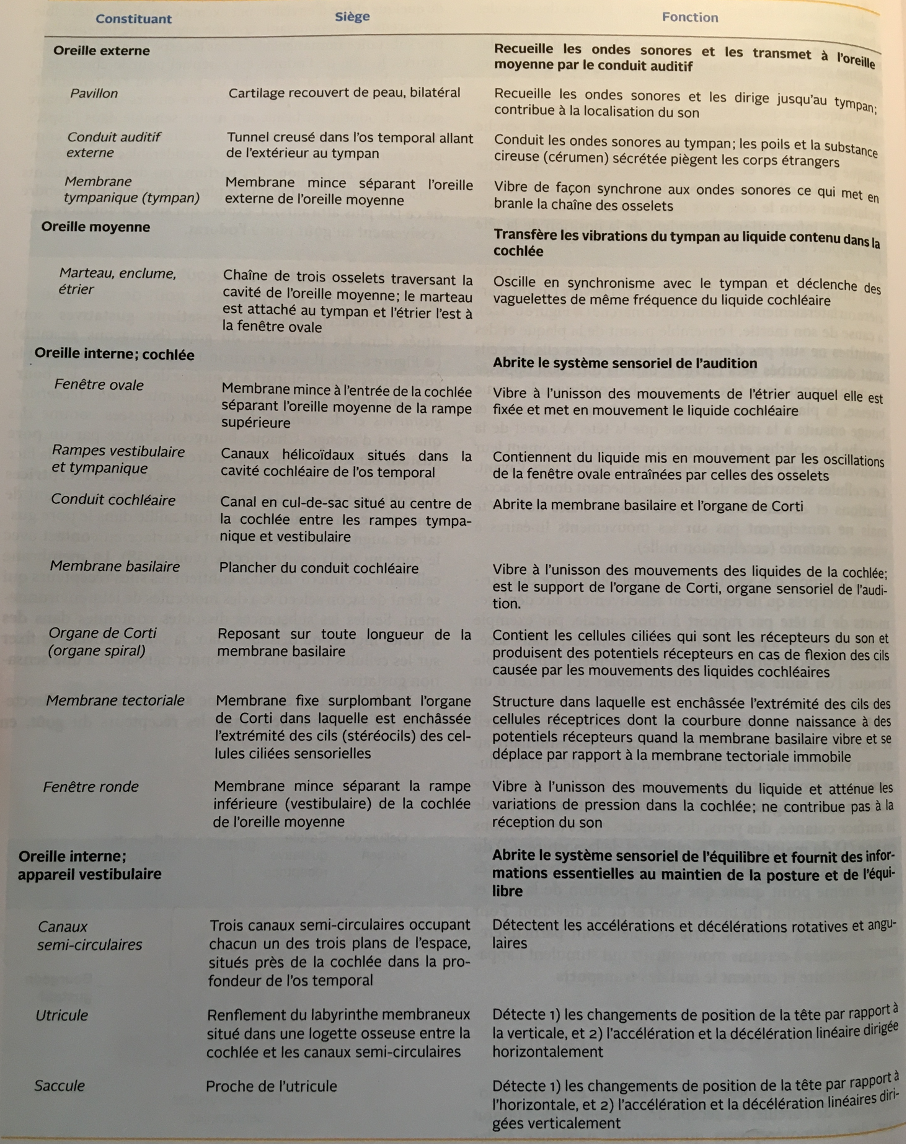 Constituant Siège Fonction
Oreille externe
Recueille les ondes sonores et les transmet à l'oreille
moyenne par le conduit auditif
Pavillon
Cartilage recouvert de peau, bilatéral
Recueille les ondes sonores et les dirige jusqu'au tympan;
contribue à la localisation du son
Conduit auditif
externe
Tunnel creusé dans l'os temporal allant
de l'extérieur au tympan
Conduit les ondes sonores au tympan; les poils et la substance
cireuse (cérumen) sécrétée piègent les corps étrangers
Membrane
tympanique (tympan)
Membrane mince séparant l'oreille
externe de l'oreille moyenne
Vibre de façon synchrone aux ondes sonores ce qui met en
branle la chaîne des osselets
Oreille moyenne
Transfère les vibrations du tympan au liquide contenu dans la
cochlée
Marteau, enclume,
étrier
Chaîne de trois osselets traversant la
cavité de l'oreille moyenne; le marteau
est attaché au tympan et l'étrier l'est à
la fenêtre ovale
Oscille en synchronisme avec le tympan et déclenche des
vaguelettes de même fréquence du liquide cochléaire
Oreille interne; cochlée
Abrite le système sensoriel de l'audition
Fenêtre ovale
Membrane mince à l'entrée de la cochlée
séparant l'oreille moyenne de la rampe
supérieure
Vibre à l'unisson des mouvements de l'étrier auquel elle est
fixée et met en mouvement le liquide cochléaire
Rampes vestibulaire
et tympanique
Canaux hélicoïdaux situés dans la
cavité cochléaire de l'os temporal
Contiennent du liquide mis en mouvement par les oscillations
de la fenêtre ovale entraînées par celles des osselets
Conduit cochléaire
Canal en cul-de-sac situé au centre de
la cochlée entre les rampes tympa-
nique et vestibulaire
Abrite la membrane basilaire et l'organe de Corti
Membrane basilaire
Plancher du conduit cochléaire
Vibre à l'unisson des mouvements des liquides de la cochlée;
est le support de l'organe de Corti, organe sensoriel de l'audi-
tion.
Organe de Corti
(organe spiral)
Reposant sur toute longueur de la
membrane basilaire
Contient les cellules ciliées qui sont les récepteurs du son et
produisent des potentiels récepteurs en cas de flexion des cils
causée par les mouvements des liquides cochléaires
Membrane tectoriale
Membrane fixe surplombant l'organe
de Corti dans laquelle est enchâssée
l'extrémité des cils (stéréocils) des cel-
lules ciliées sensorielles
Structure dans laquelle est enchâssée l'extrémité des cils des
cellules réceptrices dont la courbure donne naissance à des
potentiels récepteurs quand la membrane basilaire vibre et se
déplace par rapport à la membrane tectoriale immobile
Fenêtre ronde
Membrane mince séparant la rampe
inférieure (vestibulaire) de la cochlée
de l'oreille moyenne
Vibre à l'unisson des mouvements du liquide et atténue les
variations de pression dans la cochlée; ne contribue pas à la
réception du son
Oreille interne;
appareil vestibulaire
Abrite le système sensoriel de l'équilibre et fournit des infor-
mations essentielles au maintien de la posture et de l'équi-
libre
Canaux
semi-circulaires
Trois canaux semi-circulaires occupant
chacun un des trois plans de l'espace,
situés près de la cochlée dans la pro-
fondeur de l'os temporal
Détectent les accélérations et décélérations rotatives et angu-
laires
Utricule
Renflement du labyrinthe membraneux
situé dans une logette osseuse entre la
cochlée et les canaux semi-circulaires
Détecte 1) les changements de position de la tête par rapport à
la verticale, et 2) l'accélération et la décélération linéaire dirigée
horizontalement
Saccule
Proche de l'utricule
Détecte 1) les changements de position de la tête par rapport à
l'horizontale, et 2) l'accélération et la décélération linéaires diri-
gées verticalement